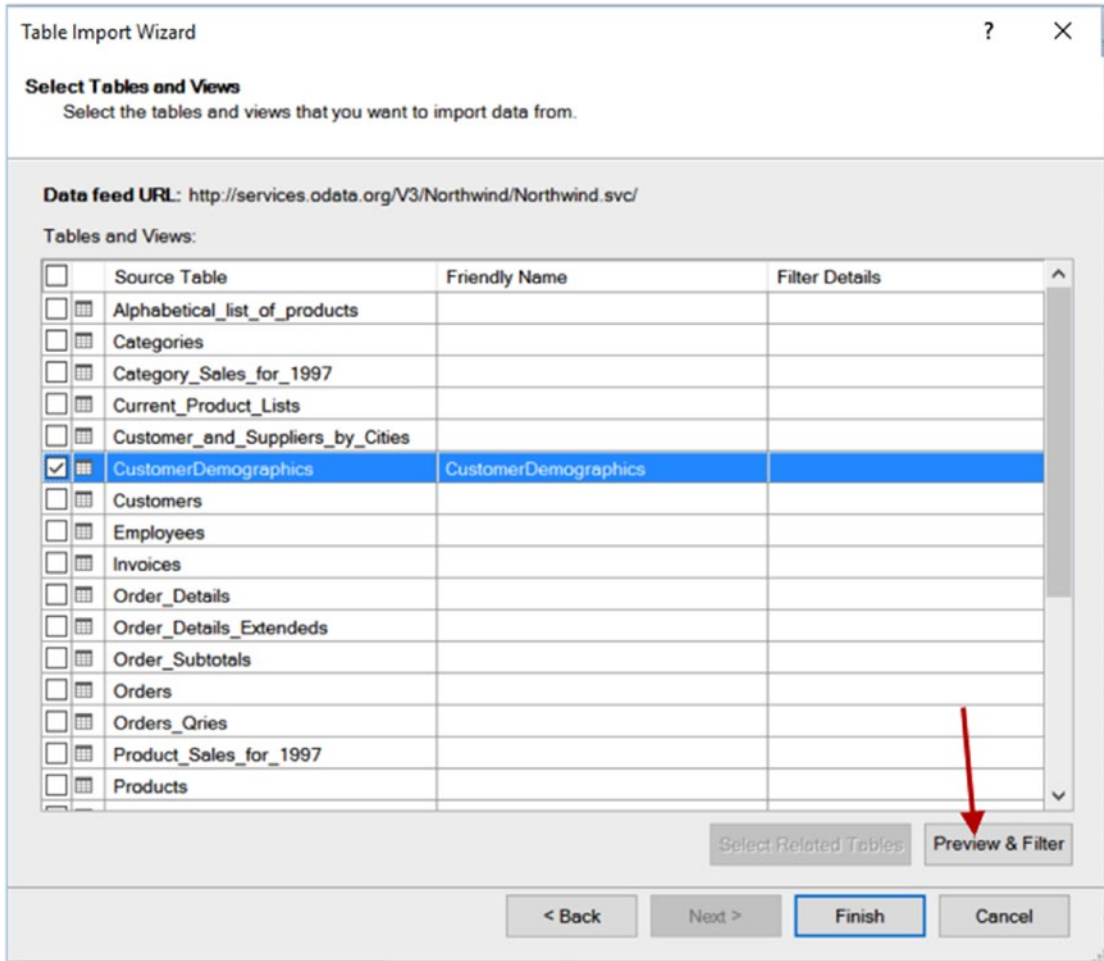 Table Import Wizard ?
Select Tables and Views
Select the tables and views that you want to import data from.
Data feed URL: http://services.odata.org/V3/Northwind/Northwind.svc/
Tables and Views:
Source Table Friendly Name Filter Details
Alphabetical_list_of_products
Categories
Category_Sales_for_1997
Current_Product_Lists
Customer_and_Suppliers_by_Cities
CustomerDemographics CustomerDemographics
Customers
Employees
Invoices
Order_Details
Order_Details_Extendeds
Order_Subtotals
Orders
Orders_Qries
Product_Sales_for_1997
Products
Select Related Tables Preview & Filter
< Back Next > Finish Cancel